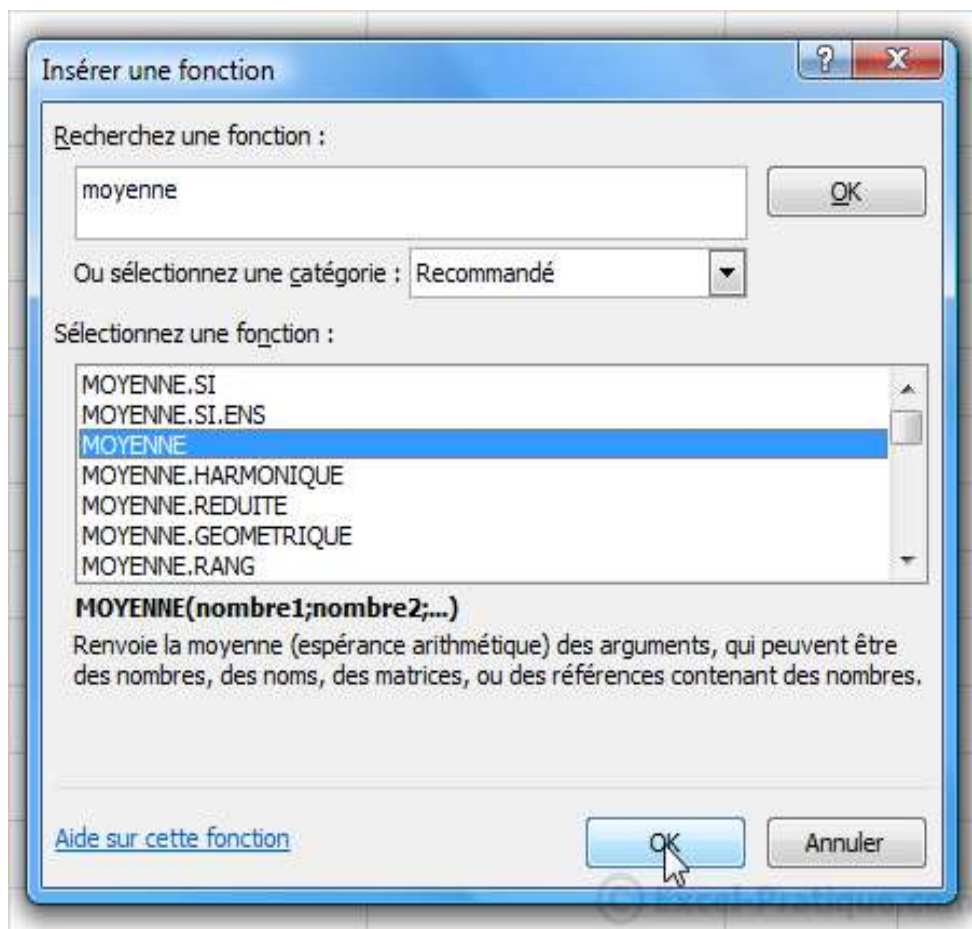 Insérer une fonction
Recherchez une fonction :
moyenne
OK
Ou sélectionnez une catégorie : Recommandé
Sélectionnez une fonction :
MOYENNE.SI
MOYENNE.SI.ENS
MOYENNE
MOYENNE.HARMONIQUE
MOYENNE.REDUITE
MOYENNE.GEOMETRIQUE
MOYENNE.RANG
MOYENNE(nombre1;nombre2;...)
Renvoie la moyenne (espérance arithmétique) des arguments, qui peuvent être
des nombres, des noms, des matrices, ou des références contenant des nombres.
Aide sur cette fonction
OK
Annuler
© Excel-Pratique.co